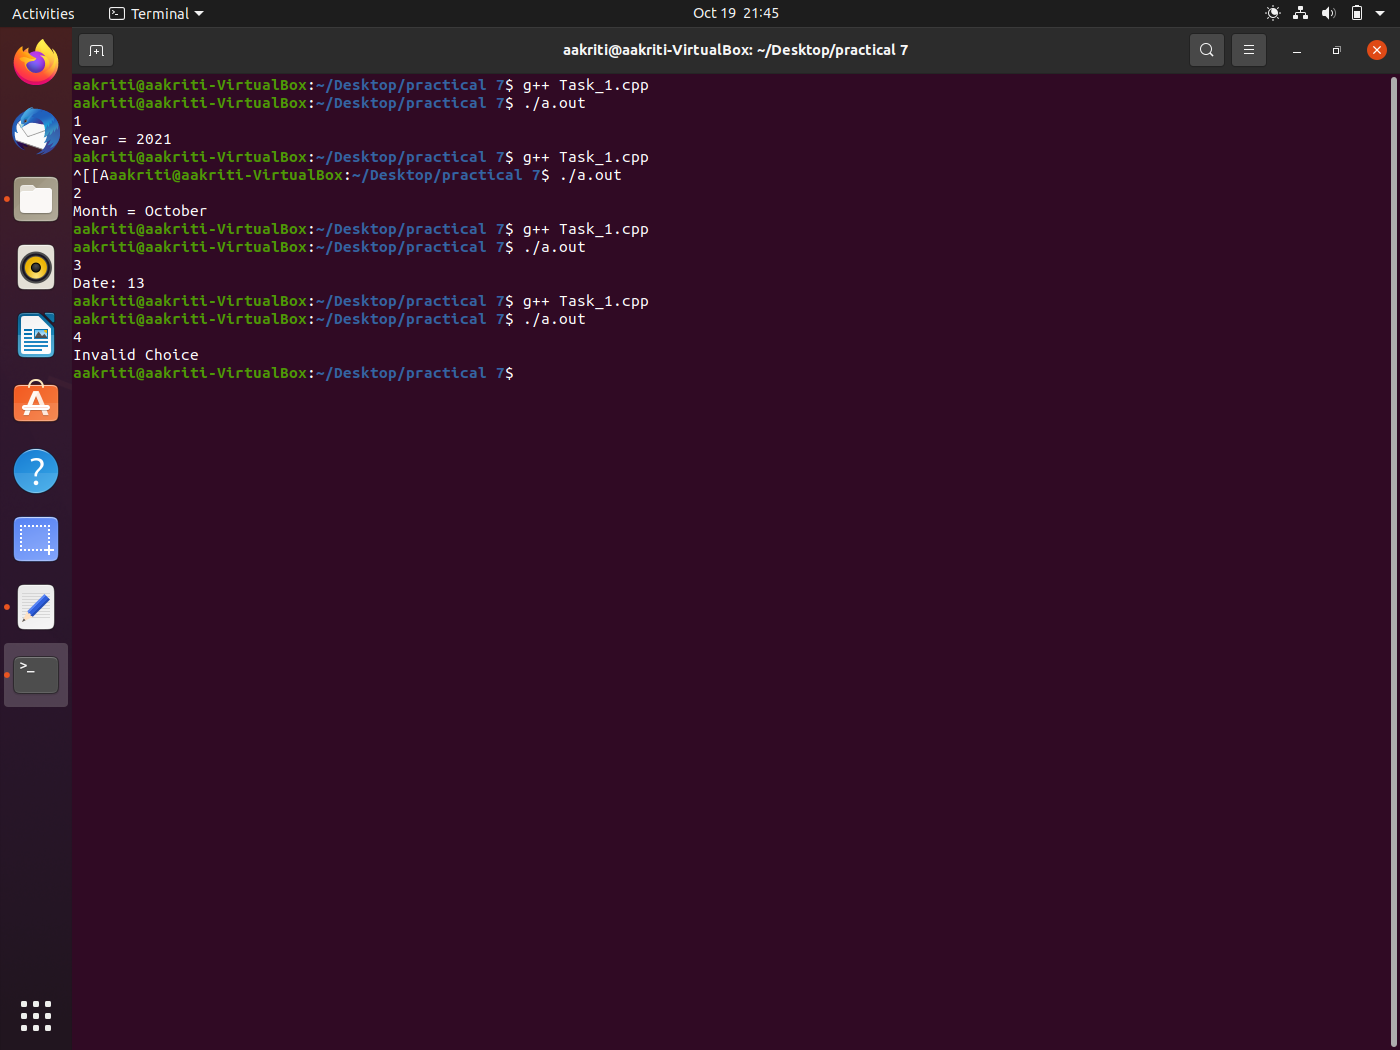 Activities Terminal Oct 19 21:45
aakriti@aakriti-VirtualBox: ~/Desktop/practical 7
aakriti@aakriti-VirtualBox:~/Desktop/practical 7$ g++ Task_1.cpp
aakriti@aakriti-VirtualBox:~/Desktop/practical 7$ ./a.out
1
Year = 2021
aakriti@aakriti-VirtualBox:~/Desktop/practical 7$ g++ Task_1.cpp
^[[Aaakriti@aakriti-VirtualBox:~/Desktop/practical 7$ ./a.out
2
Month = October
aakriti@aakriti-VirtualBox:~/Desktop/practical 7$ g++ Task_1.cpp
aakriti@aakriti-VirtualBox:~/Desktop/practical 7$ ./a.out
3
Date: 13
aakriti@aakriti-VirtualBox:~/Desktop/practical 7$ g++ Task_1.cpp
aakriti@aakriti-VirtualBox:~/Desktop/practical 7$ ./a.out
4
Invalid Choice
aakriti@aakriti-VirtualBox:~/Desktop/practical 7$